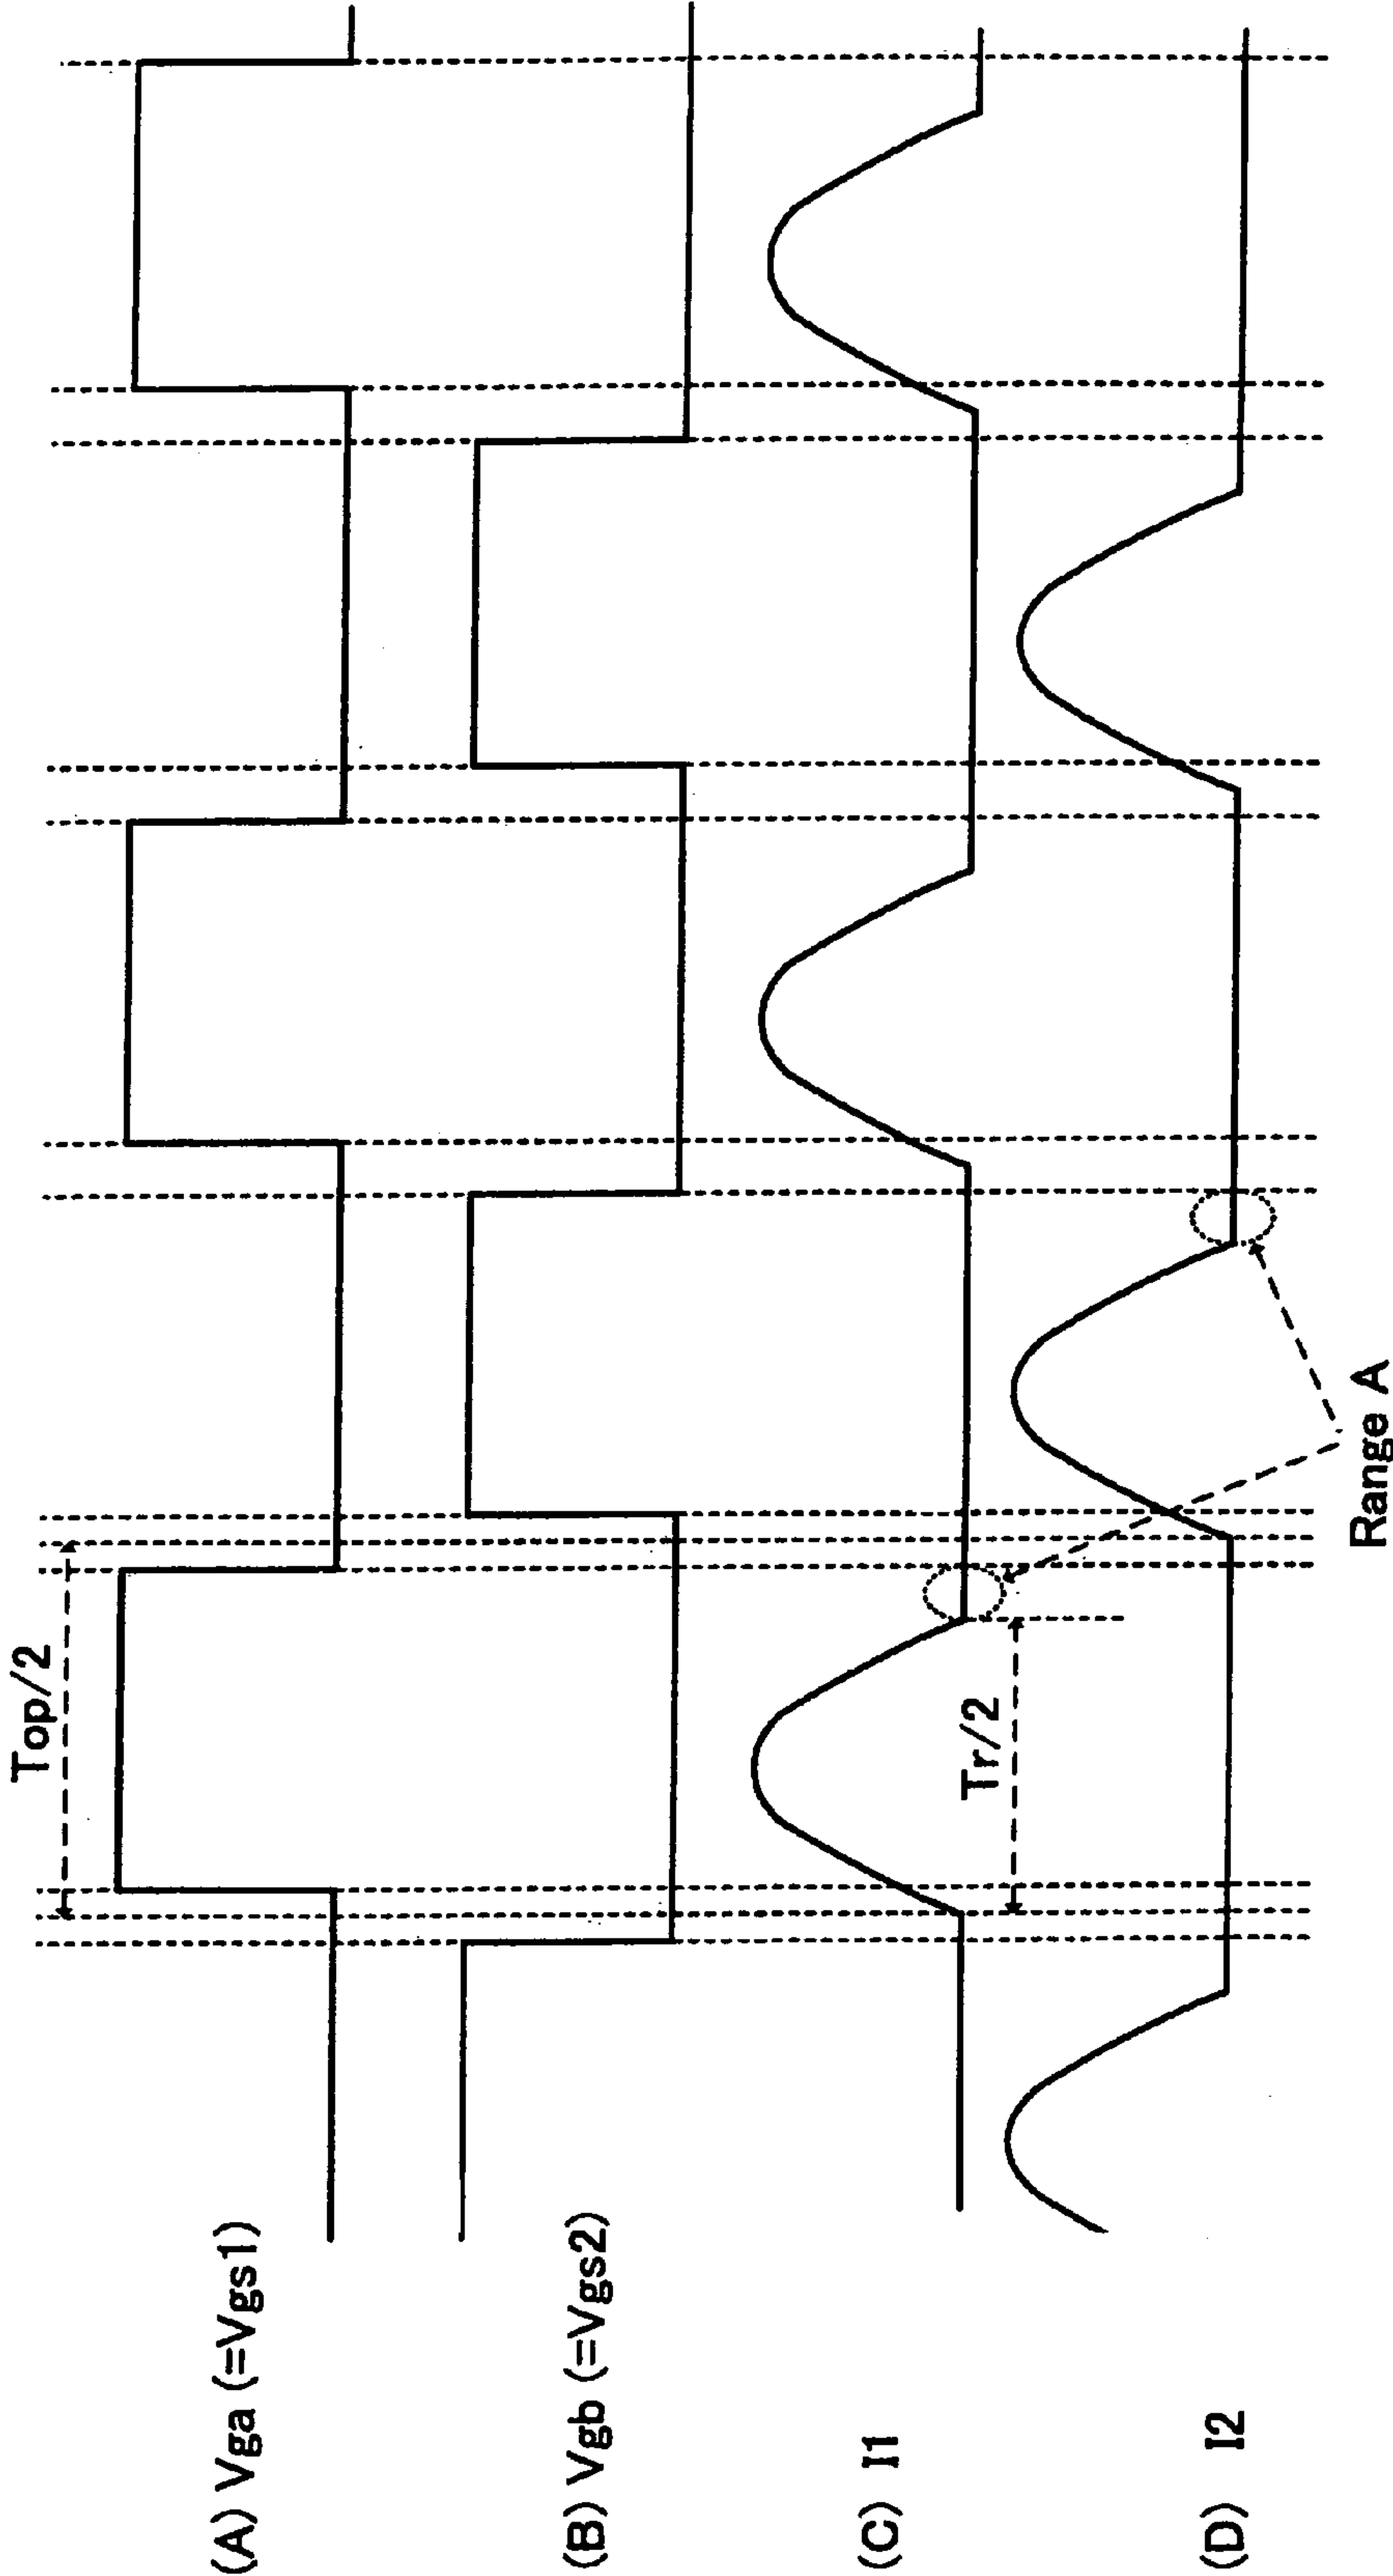 Top/2
(A) Vga (=Vgs1)
(B) Vgb (=Vgs2)
(C) I1
Tr/2
(D) I2
Range A